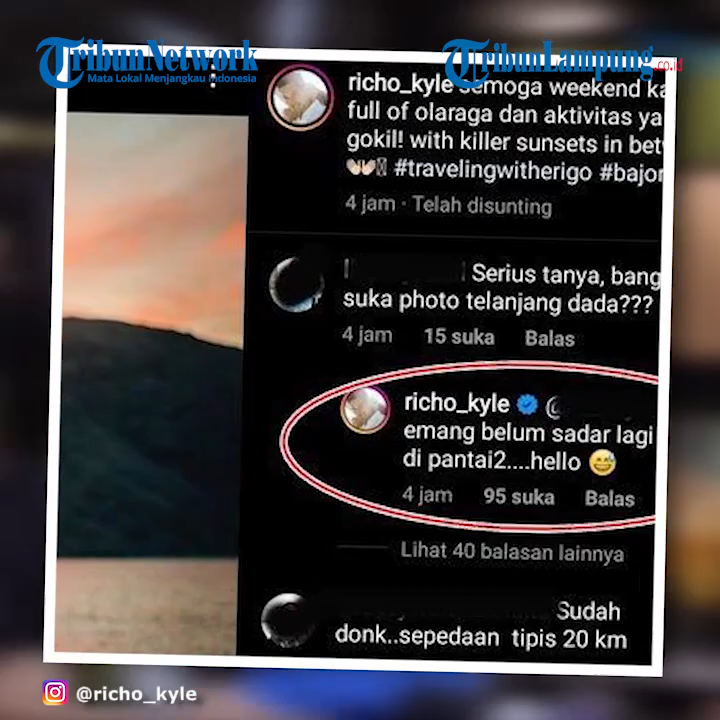 TribunNetwork
Mata Lokal Menjangkau Indonesia
TribunLampung.co.id
richo_kyle semoga weekend ka
full of olaraga dan aktivitas ya
gokil! with killer sunsets in betw
#travelingwitherigo #bajor
4 jam · Telah disunting
Serius tanya, bang
suka photo telanjang dada???
4 jam 15 suka Balas
richo_kyle @
emang belum sadar lagi
di pantai2....hello 😅
4 jam 95 suka Balas
Lihat 40 balasan lainnya
Sudah
donk..sepedaan tipis 20 km
@richo_kyle